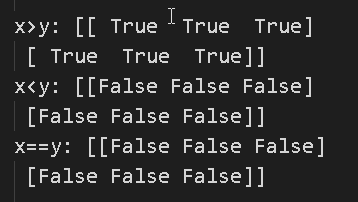 x>y: [[ True  True  True]
 [ True  True  True]]
x<y: [[False False False]
 [False False False]]
x==y: [[False False False]
 [False False False]]